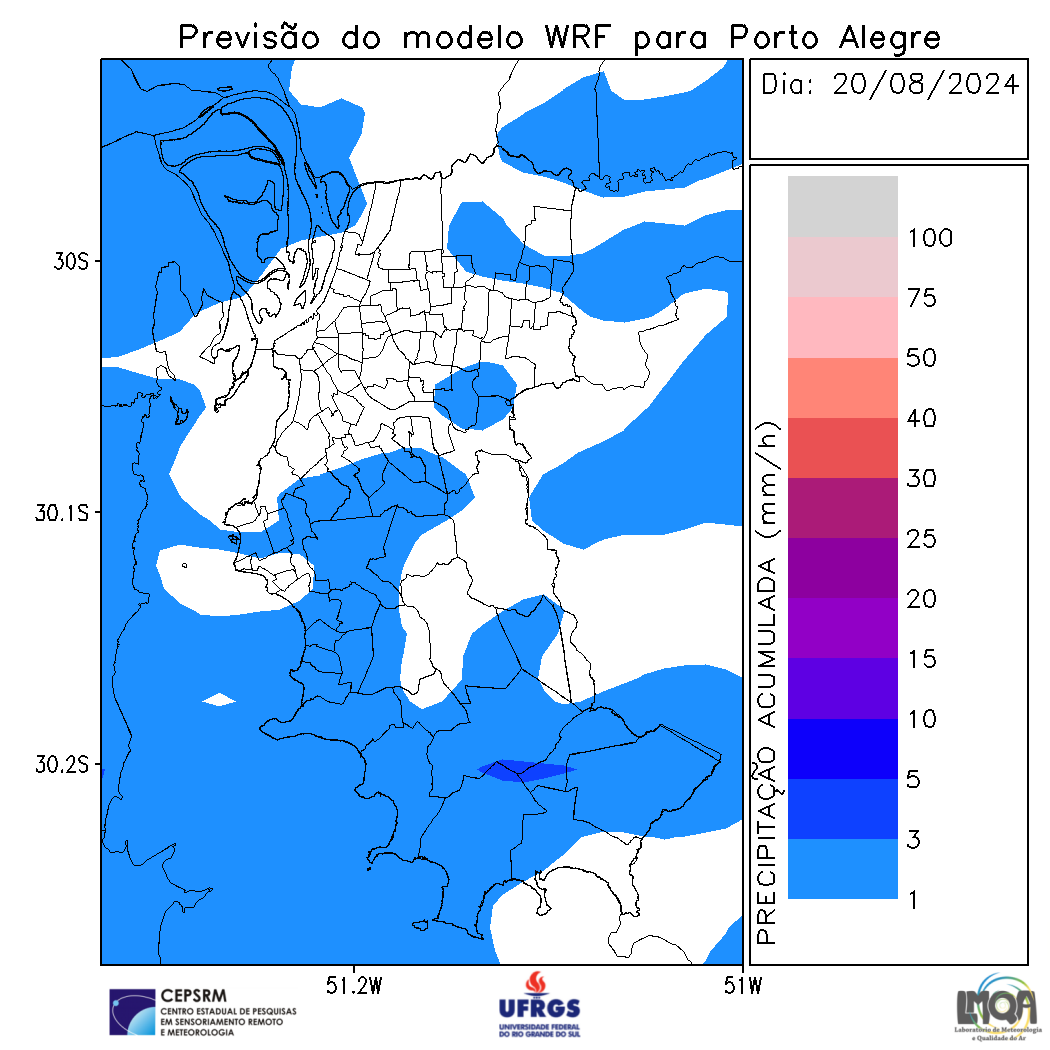 Previsão do modelo WRF para Porto Alegre
Dia: 20/08/2024
30S
30.1S
30.2S
51.2W
51W
PRECIPITAÇÃO ACUMULADA (mm/h)
100
75
50
40
30
25
20
15
10
5
3
1
CEPSRM
CENTRO ESTADUAL DE PESQUISAS
EM SENSORIAMENTO REMOTO
E METEOROLOGIA
UFRGS
UNIVERSIDADE FEDERAL
DO RIO GRANDE DO SUL
LMQA
Laboratório de Meteorologia
e Qualidade do Ar